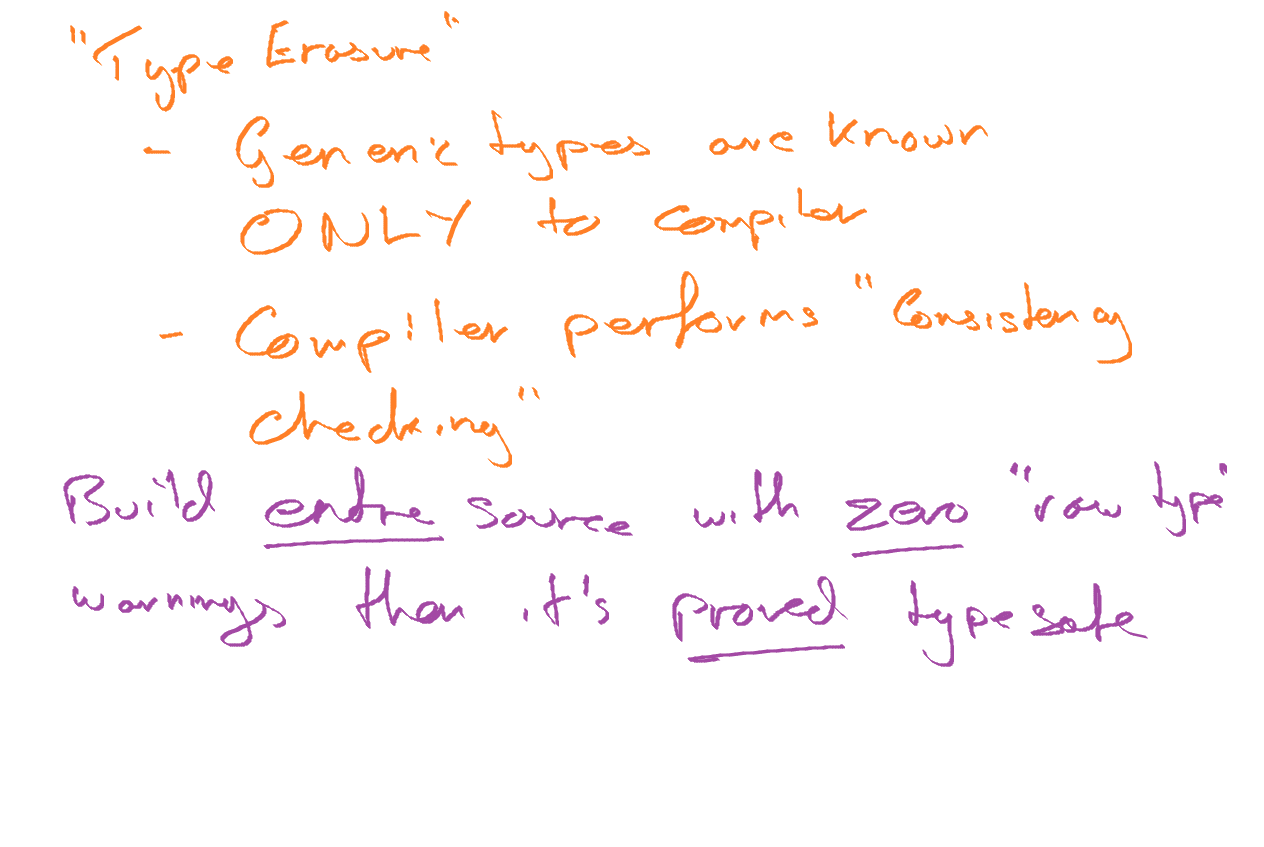 "Type Erasure"
- Generic types are known
ONLY to compiler
- Compiler performs "Consistency
checking"
Build entire source with zero "raw type"
warnings then it's proved typesafe